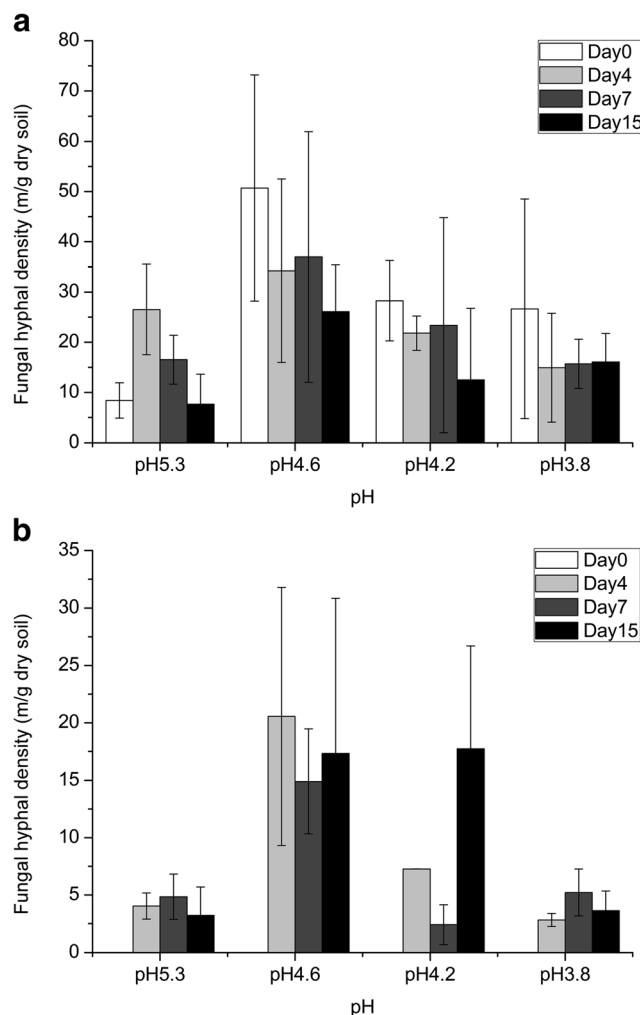 a
80
70
60
50
40
30
20
10
0
Fungal hyphal density (m/g dry soil)
Day0
Day4
Day7
Day15
pH5.3 pH4.6 pH4.2 pH3.8
pH
b
35
30
25
20
15
10
5
0
Fungal hyphal density (m/g dry soil)
Day0
Day4
Day7
Day15
pH5.3 pH4.6 pH4.2 pH3.8
pH